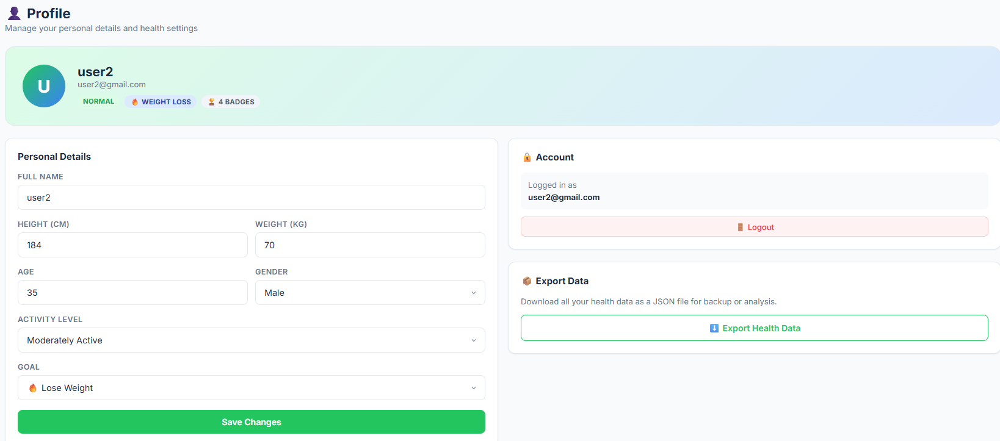 Profile
Manage your personal details and health settings
U
user2
user2@gmail.com
NORMAL
WEIGHT LOSS
4 BADGES
Personal Details
FULL NAME
user2
HEIGHT (CM)
WEIGHT (KG)
184
70
AGE
GENDER
35
Male
ACTIVITY LEVEL
Moderately Active
GOAL
Lose Weight
Save Changes
Account
Logged in as
user2@gmail.com
Logout
Export Data
Download all your health data as a JSON file for backup or analysis.
Export Health Data